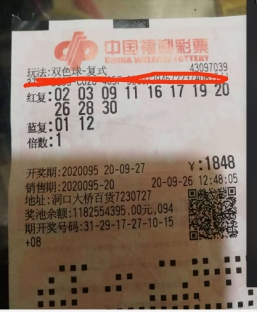 中国福利彩票
CHINA WELFARE LOTTERY
玩法:双色球-复式 43097039
红复:02 03 09 11 16 17 19 20
26 28 30
蓝复:01 12
倍数:1
开奖期:2020095 20-09-27 ¥:1848
销售期:2020095-20 20-09-26 12:48:05
地址:洞口大桥百货7230727
奖池余额:1182554395.00元,094
期开奖号码:31-29-17-27-10-15
+08